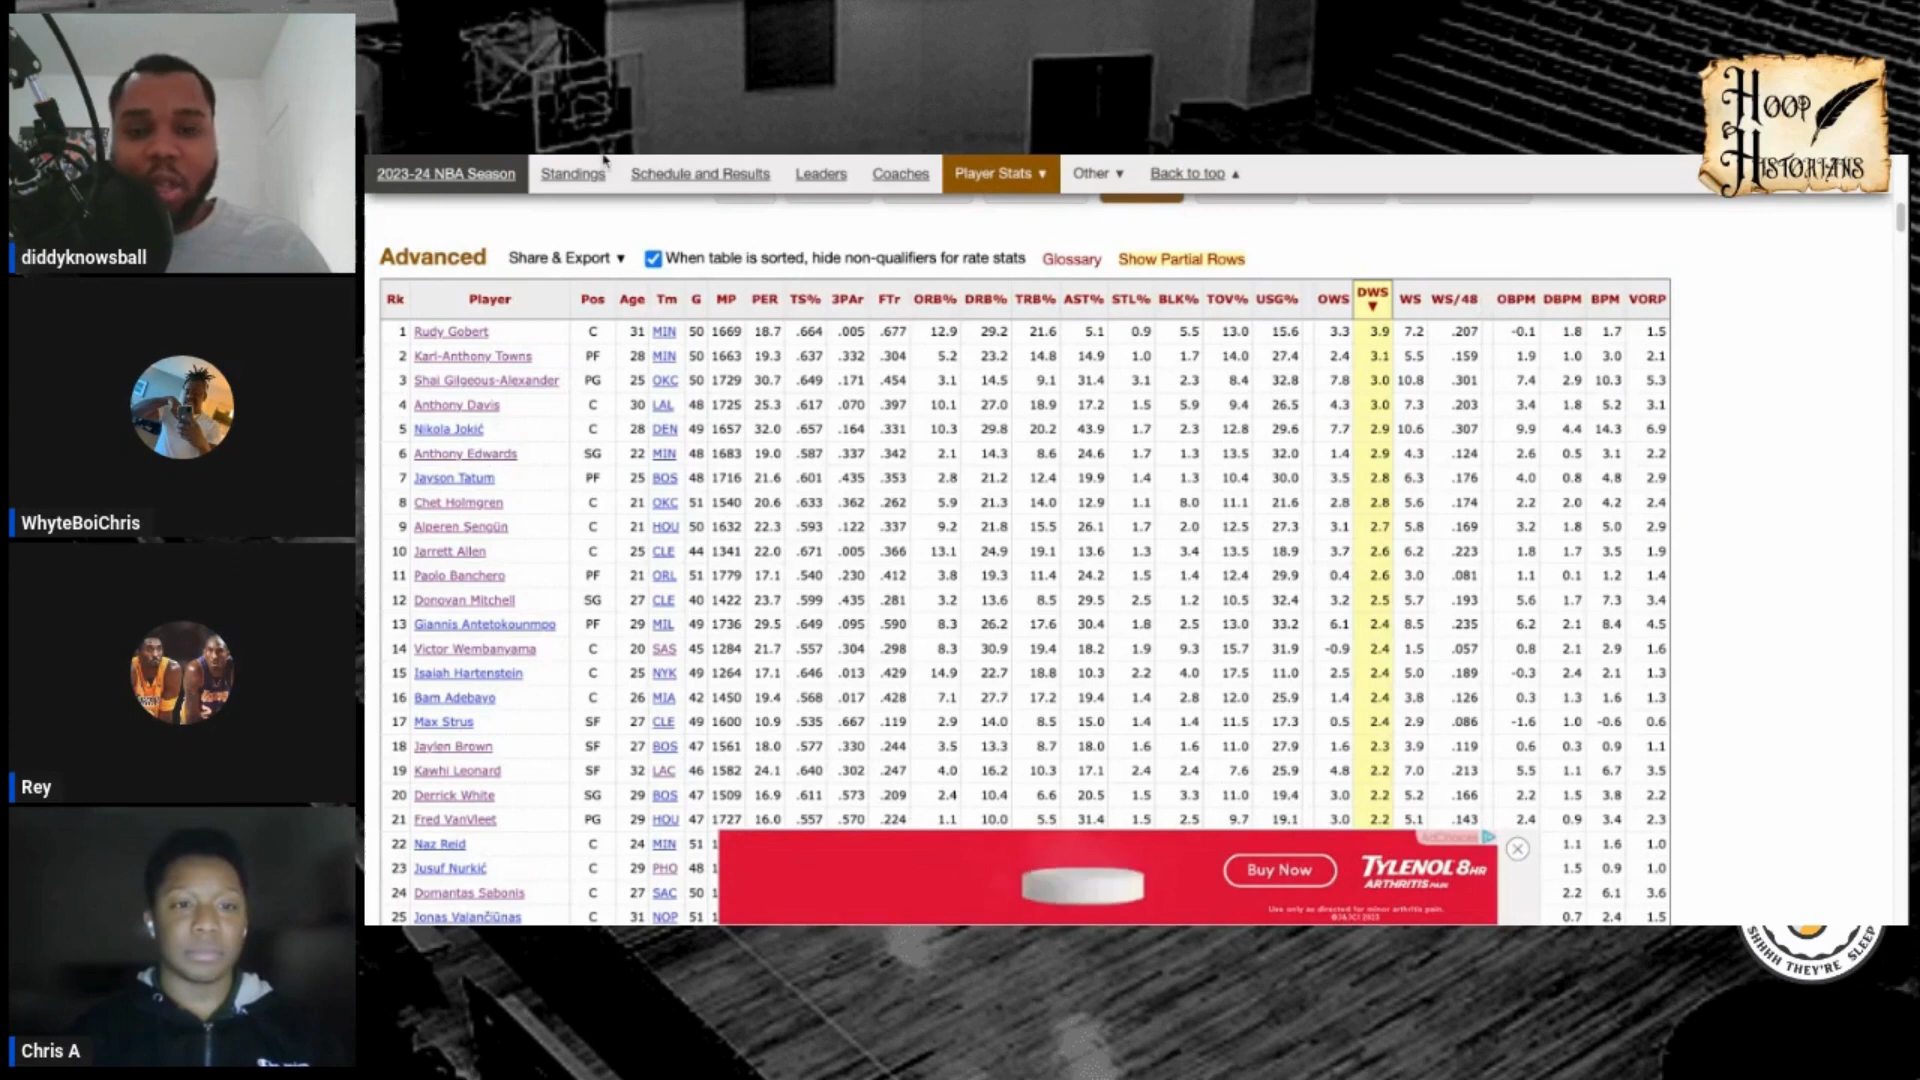 HOOP
HISTORIANS
2023-24 NBA Season Standings Schedule and Results Leaders Coaches Player Stats ▼ Other ▼ Back to top ▲
Advanced Share & Export ▼ When table is sorted, hide non-qualifiers for rate stats Glossary Show Partial Rows
Rk Player Pos Age Tm G MP PER TS% 3PAr FTr ORB% DRB% TRB% AST% STL% BLK% TOV% USG% OWS DWS ▼ WS WS/48 OBPM DBPM BPM VORP
1 Rudy Gobert C 31 MIN 50 1669 18.7 .664 .005 .677 12.9 29.2 21.6 5.1 0.9 5.5 13.0 15.6 3.3 3.9 7.2 .207 -0.1 1.8 1.7 1.5
2 Karl-Anthony Towns PF 28 MIN 50 1663 19.3 .637 .332 .304 5.2 23.2 14.8 14.9 1.0 1.7 14.0 27.4 2.4 3.1 5.5 .159 1.9 1.0 3.0 2.1
3 Shai Gilgeous-Alexander PG 25 OKC 50 1729 30.7 .649 .171 .454 3.1 14.5 9.1 31.4 3.1 2.3 8.4 32.8 7.8 3.0 10.8 .301 7.4 2.9 10.3 5.3
4 Anthony Davis C 30 LAL 48 1725 25.3 .617 .070 .397 10.1 27.0 18.9 17.2 1.5 5.9 9.4 26.5 4.3 3.0 7.3 .203 3.4 1.8 5.2 3.1
5 Nikola Jokić C 28 DEN 49 1657 32.0 .657 .164 .331 10.3 29.8 20.2 43.9 1.7 2.3 12.8 29.6 7.7 2.9 10.6 .307 9.9 4.4 14.3 6.9
6 Anthony Edwards SG 22 MIN 48 1683 19.0 .587 .337 .342 2.1 14.3 8.6 24.6 1.7 1.3 13.5 32.0 1.4 2.9 4.3 .124 2.6 0.5 3.1 2.2
7 Jayson Tatum PF 25 BOS 48 1716 21.6 .601 .435 .353 2.8 21.2 12.4 19.9 1.4 1.3 10.4 30.0 3.5 2.8 6.3 .176 4.0 0.8 4.8 2.9
8 Chet Holmgren C 21 OKC 51 1540 20.6 .633 .362 .262 5.9 21.3 14.0 12.9 1.1 8.0 11.1 21.6 2.8 2.8 5.6 .174 2.2 2.0 4.2 2.4
9 Alperen Sengün C 21 HOU 50 1632 22.3 .593 .122 .337 9.2 21.8 15.5 26.1 1.7 2.0 12.5 27.3 3.1 2.7 5.8 .169 3.2 1.8 5.0 2.9
10 Jarrett Allen C 25 CLE 44 1341 22.0 .671 .005 .366 13.1 24.9 19.1 13.6 1.3 3.4 13.5 18.9 3.7 2.6 6.2 .223 1.8 1.7 3.5 1.9
11 Paolo Banchero PF 21 ORL 51 1779 17.1 .540 .230 .412 3.8 19.3 11.4 24.2 1.5 1.4 12.4 29.9 0.4 2.6 3.0 .081 1.1 0.1 1.2 1.4
12 Donovan Mitchell SG 27 CLE 40 1422 23.7 .599 .435 .281 3.2 13.6 8.5 29.5 2.5 1.2 10.5 32.4 3.2 2.5 5.7 .193 5.6 1.7 7.3 3.4
13 Giannis Antetokounmpo PF 29 MIL 49 1736 29.5 .649 .095 .590 8.3 26.2 17.6 30.4 1.8 2.5 13.0 33.2 6.1 2.4 8.5 .235 6.2 2.1 8.4 4.5
14 Victor Wembanyama C 20 SAS 45 1284 21.7 .557 .304 .298 8.3 30.9 19.4 18.2 1.9 9.3 15.7 31.9 -0.9 2.4 1.5 .057 0.8 2.1 2.9 1.6
15 Isaiah Hartenstein C 25 NYK 49 1264 17.1 .646 .013 .429 14.9 22.7 18.8 10.3 2.2 4.0 17.5 11.0 2.5 2.4 5.0 .189 -0.3 2.4 2.1 1.3
16 Bam Adebayo C 26 MIA 42 1450 19.4 .568 .017 .428 7.1 27.7 17.2 19.4 1.4 2.8 12.0 25.9 1.4 2.4 3.8 .126 0.3 1.3 1.6 1.3
17 Max Strus SF 27 CLE 49 1600 10.9 .535 .667 .119 2.9 14.0 8.5 15.0 1.4 1.4 11.5 17.3 0.5 2.4 2.9 .086 -1.6 1.0 -0.6 0.6
18 Jaylen Brown SF 27 BOS 47 1561 18.0 .577 .330 .244 3.5 13.3 8.7 18.0 1.6 1.6 11.0 27.9 1.6 2.3 3.9 .119 0.6 0.3 0.9 1.1
19 Kawhi Leonard SF 32 LAC 46 1582 24.1 .640 .302 .247 4.0 16.2 10.3 17.1 2.4 2.4 7.6 25.9 4.8 2.2 7.0 .213 5.5 1.1 6.7 3.5
20 Derrick White SG 29 BOS 47 1509 16.9 .611 .573 .209 2.4 10.4 6.6 20.5 1.5 3.3 11.0 19.4 3.0 2.2 5.2 .166 2.2 1.5 3.8 2.2
21 Fred VanVleet PG 29 HOU 47 1727 16.0 .557 .570 .224 1.1 10.0 5.5 31.4 1.5 2.5 9.7 19.1 3.0 2.2 5.1 .143 2.4 0.9 3.4 2.3
22 Naz Reid C 24 MIN 51 1 1.1 1.6 1.0
23 Jusuf Nurkić C 29 PHO 48 1 1.5 0.9 1.0
24 Domantas Sabonis C 27 SAC 50 1 2.2 6.1 3.6
25 Jonas Valančiūnas C 31 NOP 51 1 0.7 2.4 1.5
AdChoices
Buy Now
TYLENOL 8HR
ARTHRITIS PAIN
Use only as directed for minor arthritis pain.
©J&JCI 2023
SHHHH THEY'RE SLEEP
diddyknowsball
WhyteBoiChris
Rey
Chris A